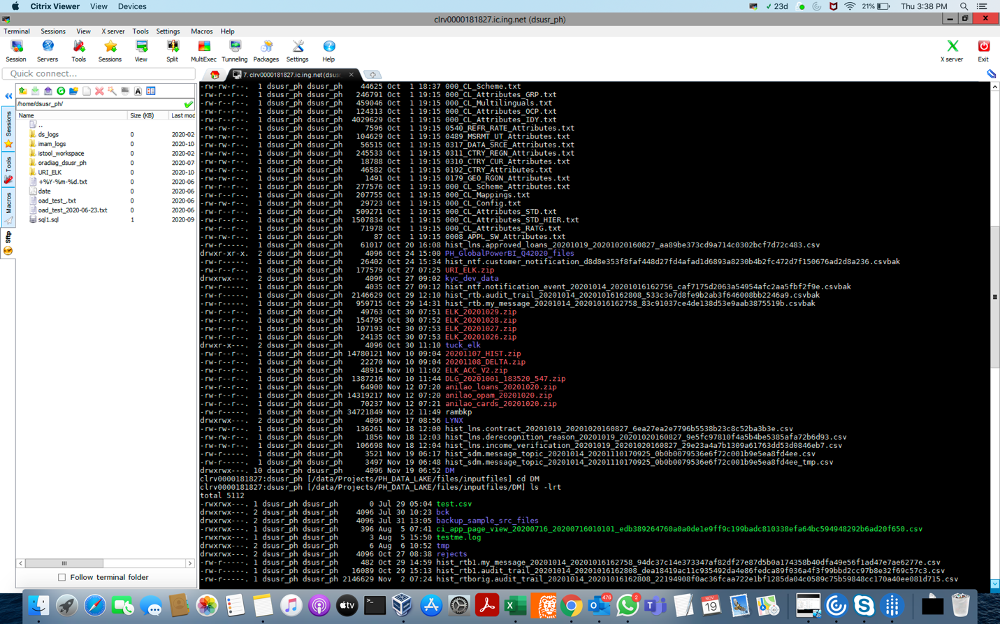 Citrix Viewer View Devices
23d 21% Thu 3:38 PM
clrv0000181827.ic.ing.net (dsusr_ph)
Terminal Sessions View X server Tools Settings Macros Help
Session Servers Tools Sessions View Split MultiExec Tunneling Packages Settings Help X server Exit
Quick connect...
7. clrv0000181827.ic.ing.net (dsus
/home/dsusr_ph/
Name Size (KB) Last mod
..
ds_logs 0 2020-02
imam_logs 0 2020-10
istool_workspace 0 2020-02
oradiag_dsusr_ph 0 2020-07
URI_ELK 0 2020-10
+%Y-%m-%d.txt 0 2020-06
date 0 2020-06
oad_test_.txt 0 2020-06
oad_test_2020-06-23.txt 0 2020-06
sql1.sql 1 2020-09
Sessions
Tools
Macros
Sftp
Follow terminal folder
-rw-rw-r--. 1 dsusr_ph dsusr_ph 44625 Oct 1 18:37 000_CL_Scheme.txt
-rw-rw-r--. 1 dsusr_ph dsusr_ph 246791 Oct 1 19:15 000_CL_Attributes_GRP.txt
-rw-rw-r--. 1 dsusr_ph dsusr_ph 459046 Oct 1 19:15 000_CL_Multilinguals.txt
-rw-rw-r--. 1 dsusr_ph dsusr_ph 124313 Oct 1 19:15 000_CL_Attributes_OCP.txt
-rw-rw-r--. 1 dsusr_ph dsusr_ph 4029629 Oct 1 19:15 000_CL_Attributes_IDY.txt
-rw-rw-r--. 1 dsusr_ph dsusr_ph 7596 Oct 1 19:15 0540_REFR_RATE_Attributes.txt
-rw-rw-r--. 1 dsusr_ph dsusr_ph 104629 Oct 1 19:15 0489_MSRMT_UT_Attributes.txt
-rw-rw-r--. 1 dsusr_ph dsusr_ph 56515 Oct 1 19:15 0317_DATA_SRCE_Attributes.txt
-rw-rw-r--. 1 dsusr_ph dsusr_ph 245533 Oct 1 19:15 0311_CTRY_REGN_Attributes.txt
-rw-rw-r--. 1 dsusr_ph dsusr_ph 18788 Oct 1 19:15 0310_CTRY_CUR_Attributes.txt
-rw-rw-r--. 1 dsusr_ph dsusr_ph 46582 Oct 1 19:15 0192_CTRY_Attributes.txt
-rw-rw-r--. 1 dsusr_ph dsusr_ph 1491 Oct 1 19:15 0179_GEO_RGON_Attributes.txt
-rw-rw-r--. 1 dsusr_ph dsusr_ph 277576 Oct 1 19:15 000_CL_Scheme_Attributes.txt
-rw-rw-r--. 1 dsusr_ph dsusr_ph 207755 Oct 1 19:15 000_CL_Mappings.txt
-rw-rw-r--. 1 dsusr_ph dsusr_ph 29723 Oct 1 19:15 000_CL_Config.txt
-rw-rw-r--. 1 dsusr_ph dsusr_ph 509271 Oct 1 19:15 000_CL_Attributes_STD.txt
-rw-rw-r--. 1 dsusr_ph dsusr_ph 1507834 Oct 1 19:15 000_CL_Attributes_STD_HIER.txt
-rw-rw-r--. 1 dsusr_ph dsusr_ph 71978 Oct 1 19:15 000_CL_Attributes_RATG.txt
-rw-rw-r--. 1 dsusr_ph dsusr_ph 87 Oct 1 19:15 0008_APPL_SW_Attributes.txt
-rw-r-----. 1 dsusr_ph dsusr_ph 61017 Oct 20 16:08 hist_lns.approved_loans_20201019_20201020160827_aa89be373cd9a714c0302bcf7d72c483.csv
drwxr-xr-x. 2 dsusr_ph dsusr_ph 4096 Oct 24 15:00 PH_GlobalPowerBI_Q42020_files
-rw-r-----. 1 dsusr_ph dsusr_ph 26402 Oct 24 15:34 hist_ntf.customer_notification_d8d8e353f8faf448d27fd4afad1d6893a8230b4b2fc472d7f150676ad2d8a236.csvbak
-rw-r--r--. 1 dsusr_ph dsusr_ph 177579 Oct 27 07:25 URI_ELK.zip
drwxrwx---. 2 dsusr_ph dsusr_ph 4096 Oct 27 09:02 kyc_dev_data
-rw-r-----. 1 dsusr_ph dsusr_ph 4035 Oct 27 09:12 hist_ntf.notification_event_20201014_20201016162756_caf7175d2063a54954afc2aa5fbf2f9e.csvbak
-rw-r-----. 1 dsusr_ph dsusr_ph 2146629 Oct 29 12:10 hist_rtb.audit_trail_20201014_20201016162808_533c3e7d8fe9b2ab3f646008bb2246a9.csvbak
-rw-r-----. 1 dsusr_ph dsusr_ph 959715 Oct 29 14:31 hist_rtb.my_message_20201014_20201016162758_83c91037ce4de138d53e9aab3875519b.csvbak
-rw-r--r--. 1 dsusr_ph dsusr_ph 49763 Oct 30 07:51 ELK_20201029.zip
-rw-r--r--. 1 dsusr_ph dsusr_ph 154795 Oct 30 07:52 ELK_20201028.zip
-rw-r--r--. 1 dsusr_ph dsusr_ph 107193 Oct 30 07:53 ELK_20201027.zip
-rw-r--r--. 1 dsusr_ph dsusr_ph 24135 Oct 30 07:53 ELK_20201026.zip
drwxr-x---. 2 dsusr_ph dsusr_ph 4096 Oct 30 11:10 tuck_elk
-rw-r--r--. 1 dsusr_ph dsusr_ph 14780121 Nov 10 09:04 20201107_HIST.zip
-rw-r--r--. 1 dsusr_ph dsusr_ph 22270 Nov 10 09:04 20201108_DELTA.zip
-rw-r--r--. 1 dsusr_ph dsusr_ph 48914 Nov 10 11:02 ELK_ACC_V2.zip
-rw-r--r--. 1 dsusr_ph dsusr_ph 1387216 Nov 10 11:44 DLG_20201001_183520_547.zip
-rw-r--r--. 1 dsusr_ph dsusr_ph 64900 Nov 12 07:20 anilao_loans_20201020.zip
-rw-r--r--. 1 dsusr_ph dsusr_ph 14319217 Nov 12 07:20 anilao_opam_20201020.zip
-rw-r--r--. 1 dsusr_ph dsusr_ph 70237 Nov 12 07:21 anilao_cards_20201020.zip
-rw-r-----. 1 dsusr_ph dsusr_ph 34721849 Nov 12 11:49 rambkp
drwxrwx---. 2 dsusr_ph dsusr_ph 4096 Nov 17 08:56 LYNX
-rw-rw-r--. 1 dsusr_ph dsusr_ph 136261 Nov 18 12:00 hist_lns.contract_20201019_20201020160827_6ea27ea2e7796b5538b23c8c52ba3b3e.csv
-rw-rw-r--. 1 dsusr_ph dsusr_ph 1856 Nov 18 12:03 hist_lns.derecognition_reason_20201019_20201020160827_9e5fc97810f4a5b4be5385afa72b6d93.csv
-rw-rw-r--. 1 dsusr_ph dsusr_ph 106698 Nov 18 12:04 hist_lns.income_verification_20201019_20201020160827_29e23a4a7b1309a61763dd53d0846eb7.csv
-rw-r-----. 1 dsusr_ph dsusr_ph 3521 Nov 19 06:17 hist_sdm.message_topic_20201014_20201110170925_0b0b0079536e6f72c001b9e5ea8fd4ee.csv
-rw-r-----. 1 dsusr_ph dsusr_ph 3497 Nov 19 06:48 hist_sdm.message_topic_20201014_20201110170925_0b0b0079536e6f72c001b9e5ea8fd4ee_tmp.csv
drwxrwx---. 10 dsusr_ph dsusr_ph 4096 Nov 19 06:52 DM
clrv0000181827:dsusr_ph [/data/Projects/PH_DATA_LAKE/files/inputfiles] cd DM
clrv0000181827:dsusr_ph [/data/Projects/PH_DATA_LAKE/files/inputfiles/DM] ls -lrt
total 5112
-rwxrwx---. 1 dsusr_ph dsusr_ph 0 Jul 29 05:04 test.csv
drwxrwx---. 2 dsusr_ph dsusr_ph 4096 Jul 30 10:23 bck
drwxrwx---. 2 dsusr_ph dsusr_ph 4096 Jul 31 13:05 backup_sample_src_files
-rwxrwx---. 1 dsusr_ph dsusr_ph 396 Aug 5 07:41 ci_app_page_view_20200716_20200716010101_edb389264760a0a0de1e9ff9c199badc810338efa64bc594948292b6ad20f650.csv
-rwxrwx---. 1 dsusr_ph dsusr_ph 3 Aug 5 15:50 testme.log
drwxrwx---. 2 dsusr_ph dsusr_ph 6 Aug 6 10:52 tmp
drwxrwx---. 2 dsusr_ph dsusr_ph 4096 Oct 27 08:38 rejects
-rw-r-----. 1 dsusr_ph dsusr_ph 482 Oct 29 14:59 hist_rtb1.my_message_20201014_20201016162758_94dc37c14e373347af82df27e87d5b0a174358b40dfa49e56f1ad47e7ae6277e.csv
-rw-r-----. 1 dsusr_ph dsusr_ph 16089 Oct 29 15:13 hist_rtb1.audit_trail_20201014_20201016162808_dea18419ac11c935492da4e86fedca89f036a4f3f99bbd2cc97b8e32f69c57c3.csv
-rw-r-----. 1 dsusr_ph dsusr_ph 2146629 Nov 2 07:24 hist_rtborig.audit_trail_20201014_20201016162808_22194908f0ac36fcaa722e1bf1285da04c0589c75b59848cc170a40ee081d715.csv
476
2
NOV
19
tv